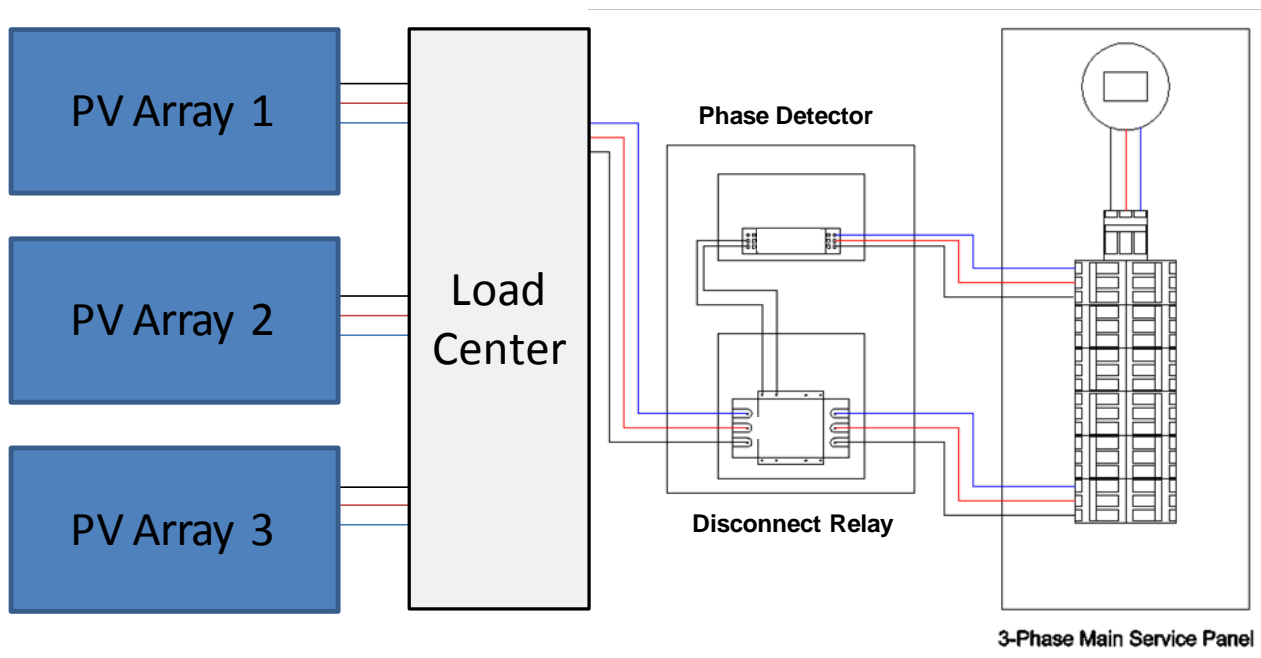 PV Array 1
PV Array 2
PV Array 3
Load
Center
Phase Detector
Disconnect Relay
3-Phase Main Service Panel